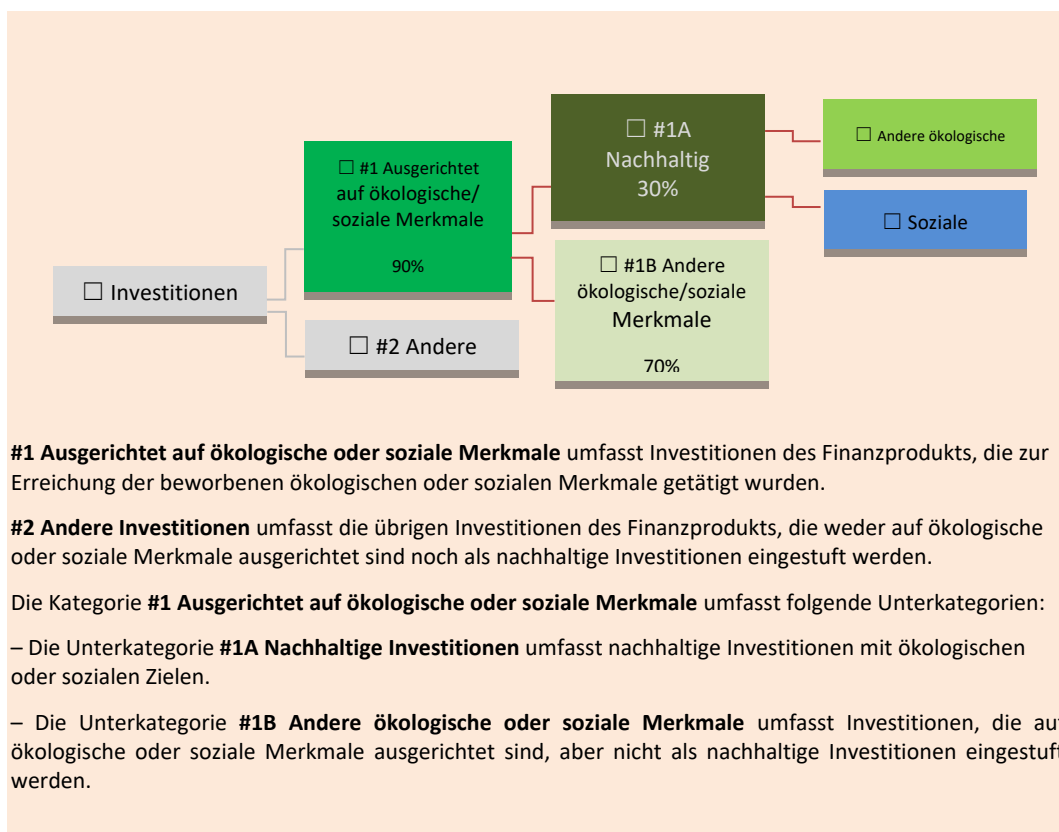 ☐ #1A
Nachhaltig
30%
☐ Andere ökologische
☐ #1 Ausgerichtet
auf ökologische/
soziale Merkmale
90%
☐ Soziale
☐ #1B Andere
ökologische/soziale
Merkmale
70%
☐ Investitionen
☐ #2 Andere
#1 Ausgerichtet auf ökologische oder soziale Merkmale umfasst Investitionen des Finanzprodukts, die zur
Erreichung der beworbenen ökologischen oder sozialen Merkmale getätigt wurden.
#2 Andere Investitionen umfasst die übrigen Investitionen des Finanzprodukts, die weder auf ökologische
oder soziale Merkmale ausgerichtet sind noch als nachhaltige Investitionen eingestuft werden.
Die Kategorie #1 Ausgerichtet auf ökologische oder soziale Merkmale umfasst folgende Unterkategorien:
– Die Unterkategorie #1A Nachhaltige Investitionen umfasst nachhaltige Investitionen mit ökologischen
oder sozialen Zielen.
– Die Unterkategorie #1B Andere ökologische oder soziale Merkmale umfasst Investitionen, die auf
ökologische oder soziale Merkmale ausgerichtet sind, aber nicht als nachhaltige Investitionen eingestuft
werden.